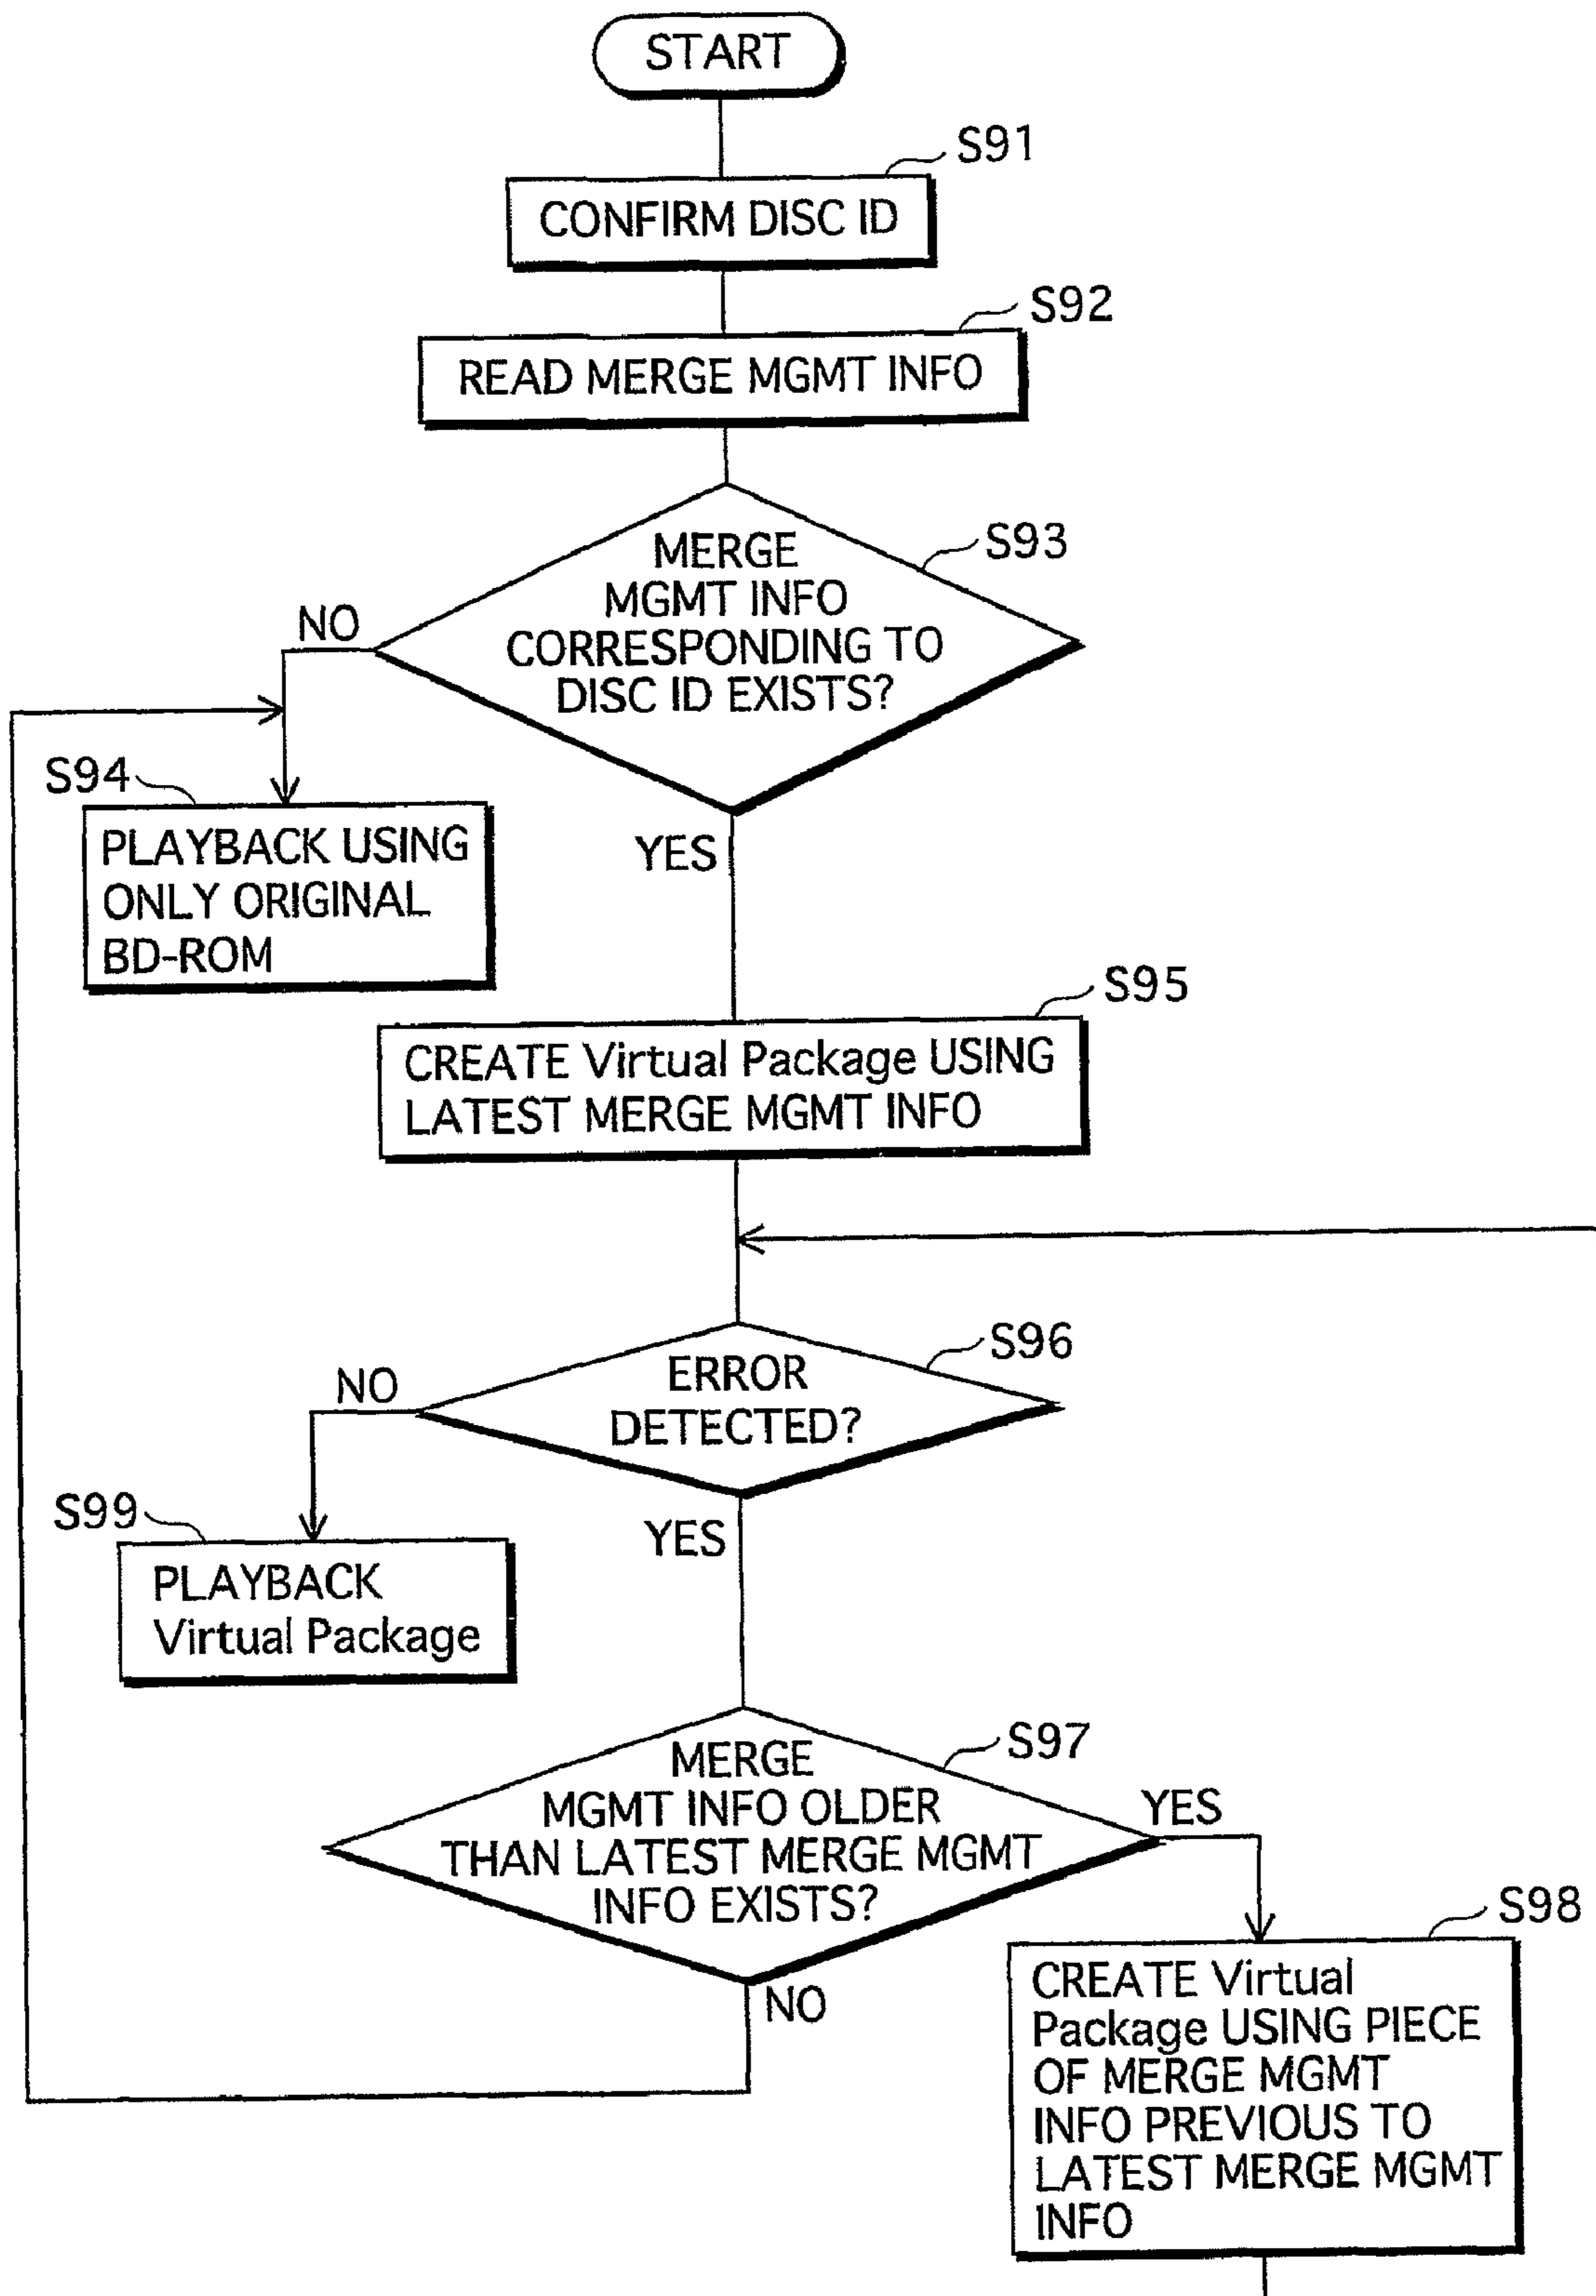 START
S91
CONFIRM DISC ID
S92
READ MERGE MGMT INFO
S93
MERGE
MGMT INFO
CORRESPONDING TO
DISC ID EXISTS?
NO
S94
PLAYBACK USING
ONLY ORIGINAL
BD-ROM
YES
S95
CREATE Virtual Package USING
LATEST MERGE MGMT INFO
S96
ERROR
DETECTED?
NO
S99
PLAYBACK
Virtual Package
YES
S97
MERGE
MGMT INFO OLDER
THAN LATEST MERGE MGMT
INFO EXISTS?
YES
NO
S98
CREATE Virtual
Package USING PIECE
OF MERGE MGMT
INFO PREVIOUS TO
LATEST MERGE MGMT
INFO